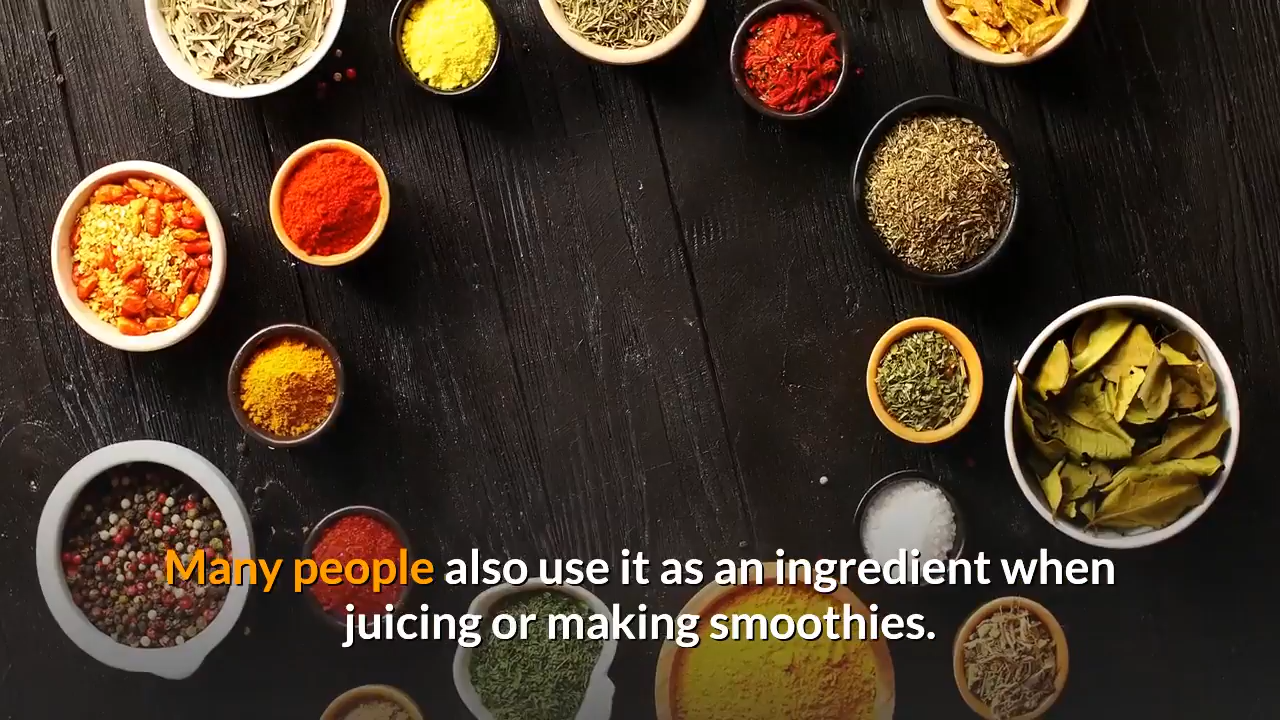 Many people also use it as an ingredient when
juicing or making smoothies.